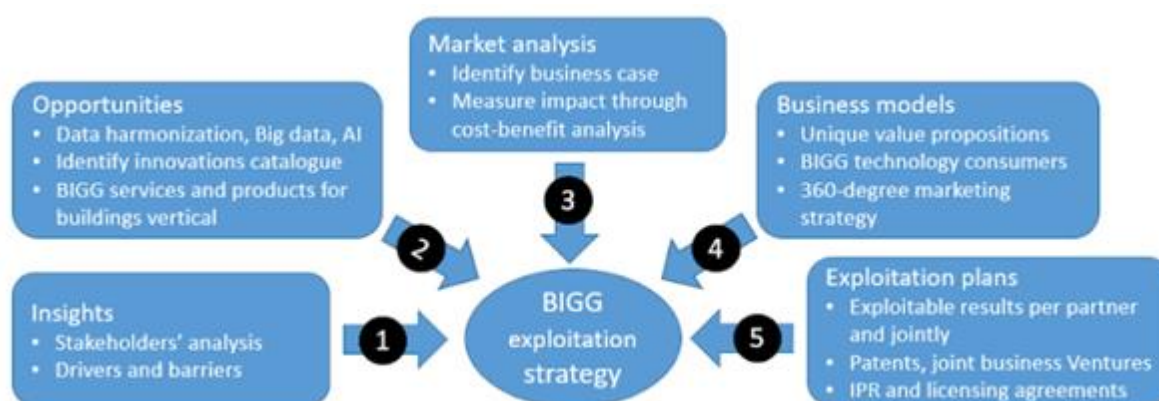 Market analysis
• Identify business case
• Measure impact through
cost-benefit analysis
Opportunities
• Data harmonization, Big data, AI
• Identify innovations catalogue
• BIGG services and products for
buildings vertical
Business models
• Unique value propositions
• BIGG technology consumers
• 360-degree marketing
strategy
3
2
4
Insights
• Stakeholders’ analysis
• Drivers and barriers
1
BIGG
exploitation
strategy
5
Exploitation plans
• Exploitable results per partner
and jointly
• Patents, joint business Ventures
• IPR and licensing agreements